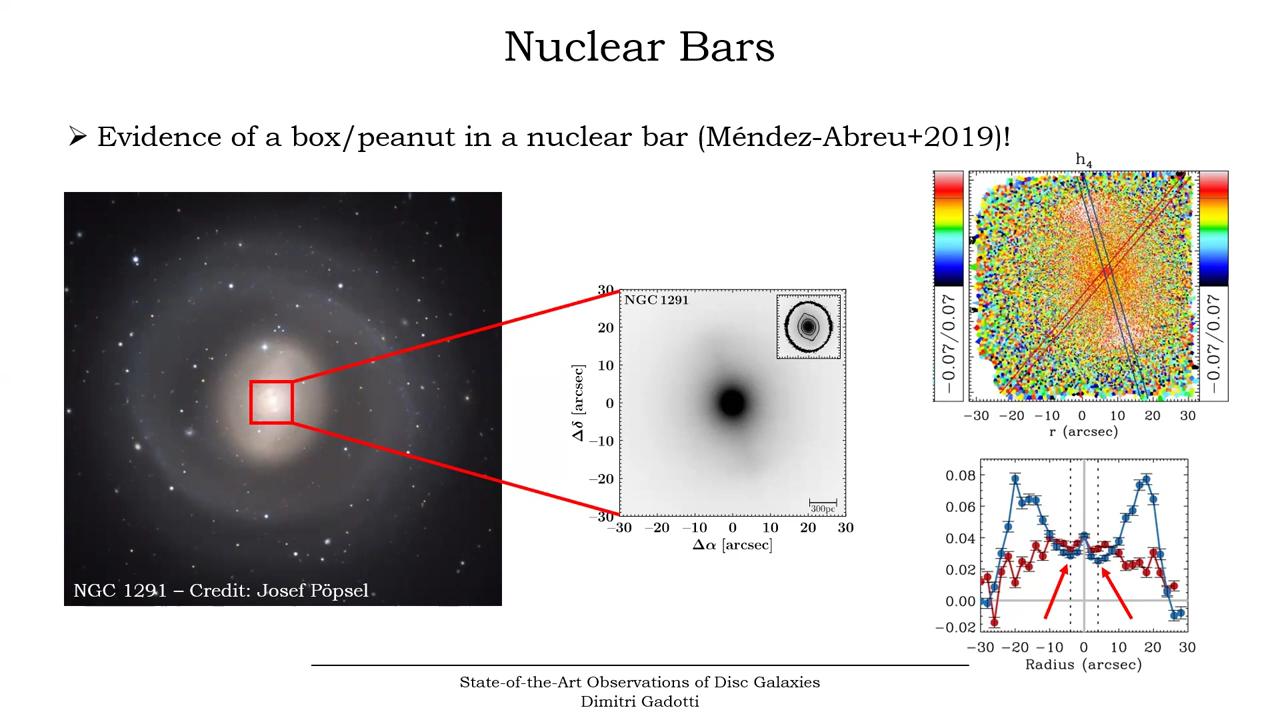 Nuclear Bars
➢ Evidence of a box/peanut in a nuclear bar (Méndez-Abreu+2019)!
NGC 1291 – Credit: Josef Pöpsel
NGC 1291
30
20
10
0
−10
−20
−30
Δδ [arcsec]
300pc
−30 −20 −10 0 10 20 30
Δα [arcsec]
h4
−0.07/0.07
−0.07/0.07
−30 −20 −10 0 10 20 30
r (arcsec)
0.08
0.06
0.04
0.02
0.00
−0.02
−30 −20 −10 0 10 20 30
Radius (arcsec)
State-of-the-Art Observations of Disc Galaxies
Dimitri Gadotti